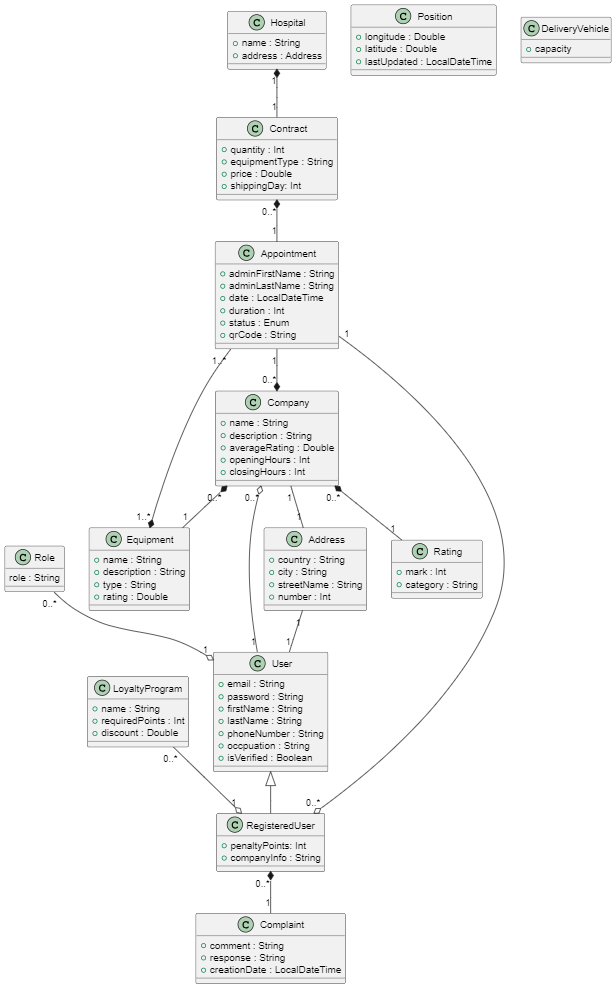 C Hospital
name : String
address : Address
C Position
longitude : Double
latitude : Double
lastUpdated : LocalDateTime
C DeliveryVehicle
capacity
1
1
C Contract
quantity : Int
equipmentType : String
price : Double
shippingDay: Int
0..*
1
C Appointment
adminFirstName : String
adminLastName : String
date : LocalDateTime
duration : Int
status : Enum
qrCode : String
1
1..*
1
0..*
C Company
name : String
description : String
averageRating : Double
openingHours : Int
closingHours : Int
0..*
0..*
1
0..*
1..*
1
1
1
C Role
role : String
C Equipment
name : String
description : String
type : String
rating : Double
C Address
country : String
city : String
streetName : String
number : Int
C Rating
mark : Int
category : String
0..*
1
1
1
1
C User
email : String
password : String
firstName : String
lastName : String
phoneNumber : String
occpuation : String
isVerified : Boolean
C LoyaltyProgram
name : String
requiredPoints : Int
discount : Double
0..*
1
0..*
C RegisteredUser
penaltyPoints: Int
companyInfo : String
0..*
1
C Complaint
comment : String
response : String
creationDate : LocalDateTime